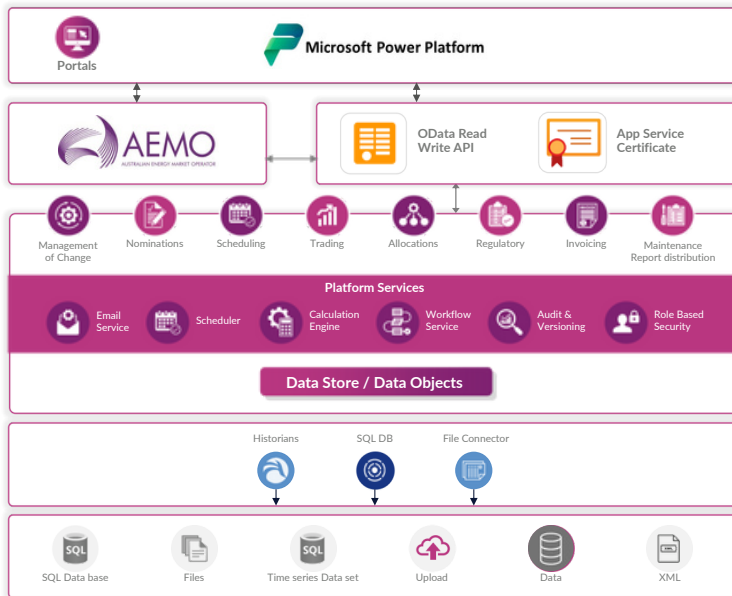 Portals
Microsoft Power Platform
AEMO
AUSTRALIAN ENERGY MARKET OPERATOR
OData Read
Write API
App Service
Certificate
Management
of Change
Nominations
Scheduling
Trading
Allocations
Regulatory
Invoicing
Maintenance
Report distribution
Platform Services
Email
Service
Scheduler
Calculation
Engine
Workflow
Service
Audit &
Versioning
Role Based
Security
Data Store / Data Objects
Historians
SQL DB
File Connector
SQL
SQL Data base
Files
SQL
Time series Data set
Upload
Data
XML
XML